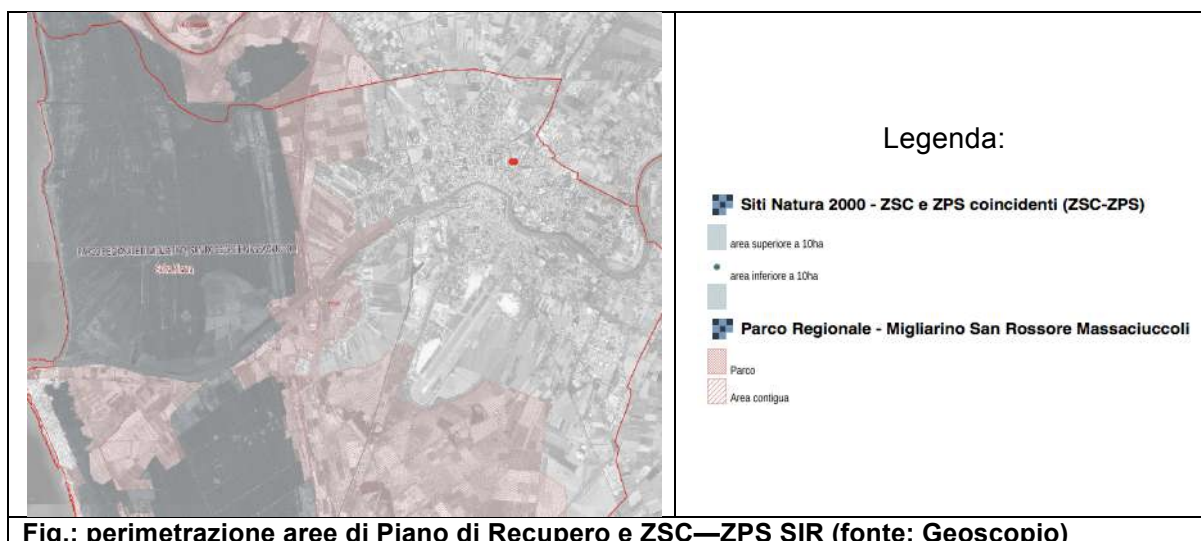 Legenda:
Siti Natura 2000 - ZSC e ZPS coincidenti (ZSC-ZPS)
area superiore a 10ha
area inferiore a 10ha
Parco Regionale - Migliarino San Rossore Massaciuccoli
Parco
Area contigua
Fig.: perimetrazione aree di Piano di Recupero e ZSC—ZPS SIR (fonte: Geoscopio)